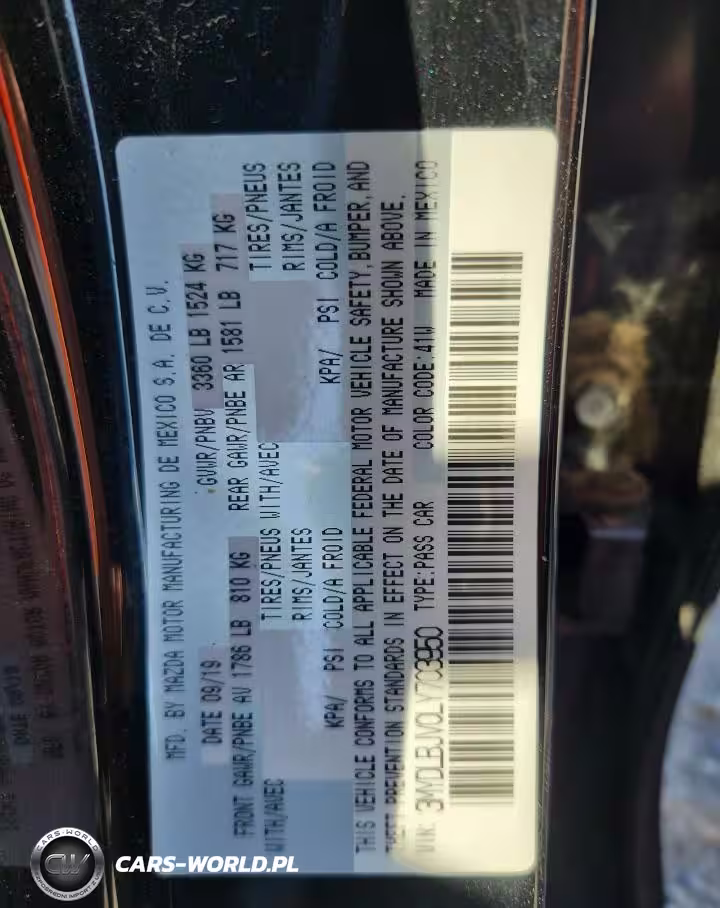 MFD. BY MAZDA MOTOR MANUFACTURING DE MEXICO S.A. DE C.V.
DATE 09/19 GVWR/PNBV 3360 LB 1524 KG
FRONT GAWR/PNBE AV 1786 LB 810 KG REAR GAWR/PNBE AR 1581 LB 717 KG
WITH/AVEC TIRES/PNEUS WITH/AVEC TIRES/PNEUS
RIMS/JANTES RIMS/JANTES
KPA/ PSI COLD/A FROID KPA/ PSI COLD/A FROID
THIS VEHICLE CONFORMS TO ALL APPLICABLE FEDERAL MOTOR VEHICLE SAFETY, BUMPER, AND
THEFT PREVENTION STANDARDS IN EFFECT ON THE DATE OF MANUFACTURE SHOWN ABOVE.
VIN: 3MYDLBJV0LY703950 TYPE:PASS CAR COLOR CODE:41W MADE IN MEXICO
CARS-WORLD
CW
CARS-WORLD.PL